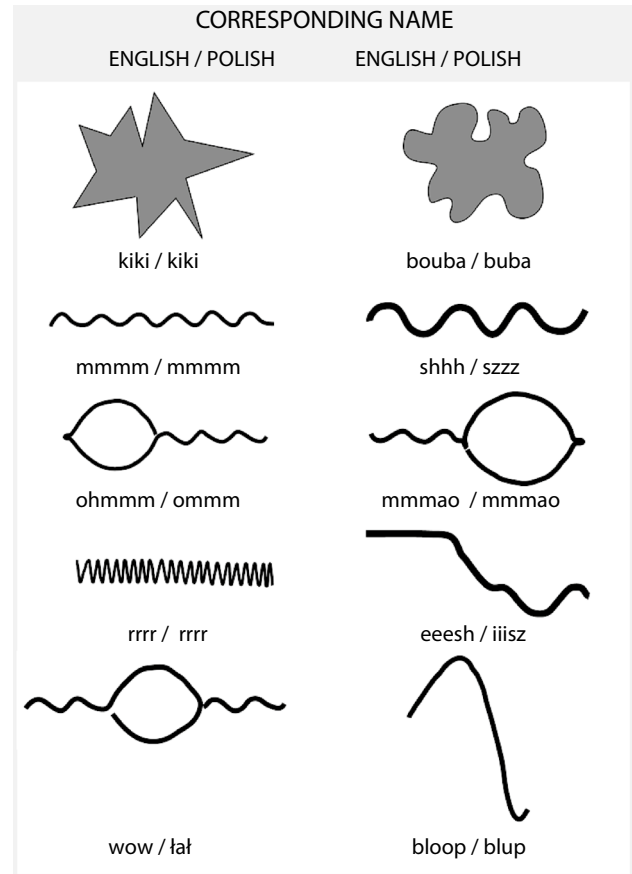 CORRESPONDING NAME
ENGLISH / POLISH ENGLISH / POLISH
kiki / kiki bouba / buba
mmmm / mmmm shhh / szzz
ohmmm / ommm mmmao / mmmao
rrrr / rrrr eeesh / iiisz
wow / łał bloop / blup